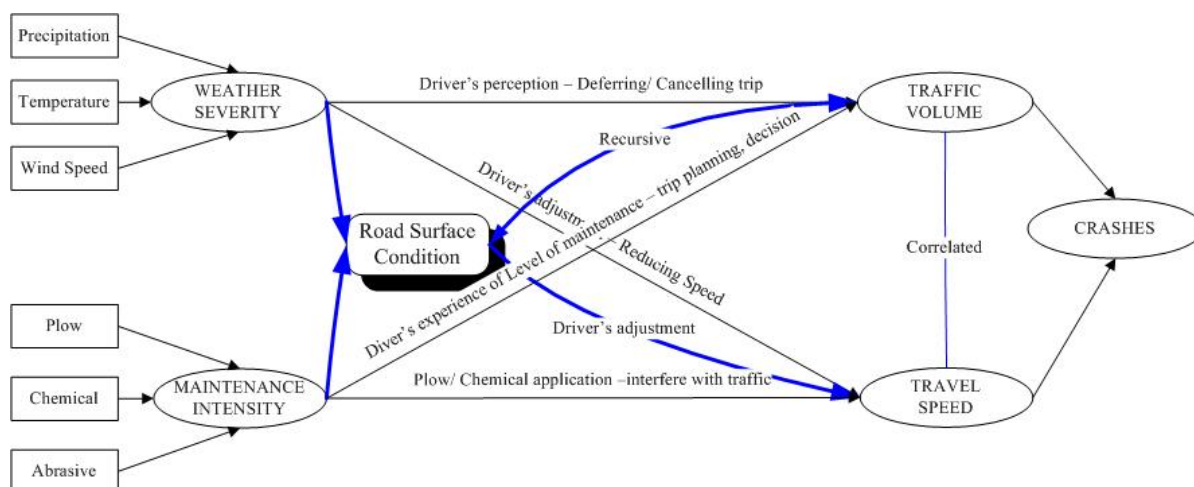 Precipitation
Temperature
Wind Speed
WEATHER
SEVERITY
Driver's perception – Deferring/ Cancelling trip
TRAFFIC
VOLUME
Recursive
Driver's adjustm – Reducing Speed
Diver's experience of Level of maintenance – trip planning, decision
Road Surface
Condition
CRASHES
Correlated
Driver's adjustment
Plow
Chemical
Abrasive
MAINTENANCE
INTENSITY
Plow/ Chemical application –interfere with traffic
TRAVEL
SPEED